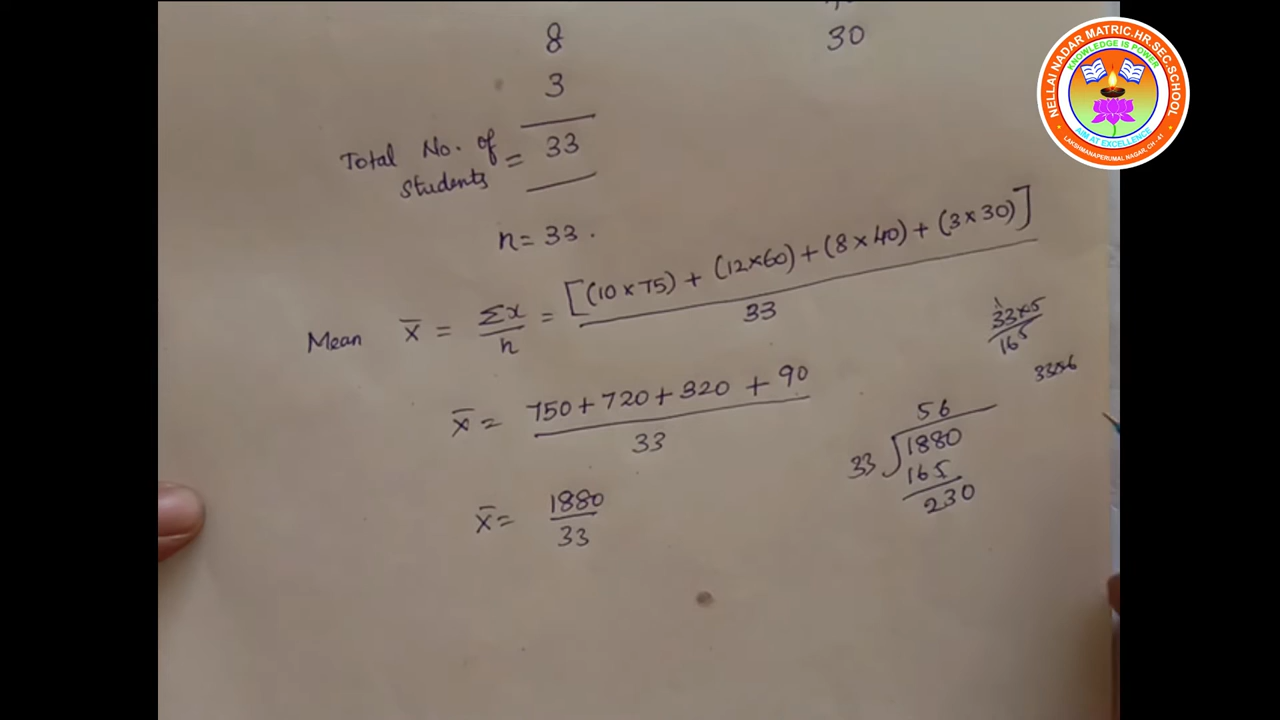 8 30
3
Total No. of students = 33
n = 33.
Mean x̄ = Σx/n = [(10 × 75) + (12×60) + (8 × 40) + (3 × 30)] / 33
33×5
165
33×6
x̄ = 750 + 720 + 320 + 90 / 33
56
33 1880
165
230
x̄ = 1880/33
NELLAI NADAR MATRIC.HR.SEC.SCHOOL
KNOWLEDGE IS POWER
AIM AT EXCELLENCE
LAKSHMANAPERUMAL NAGAR, CH - 41